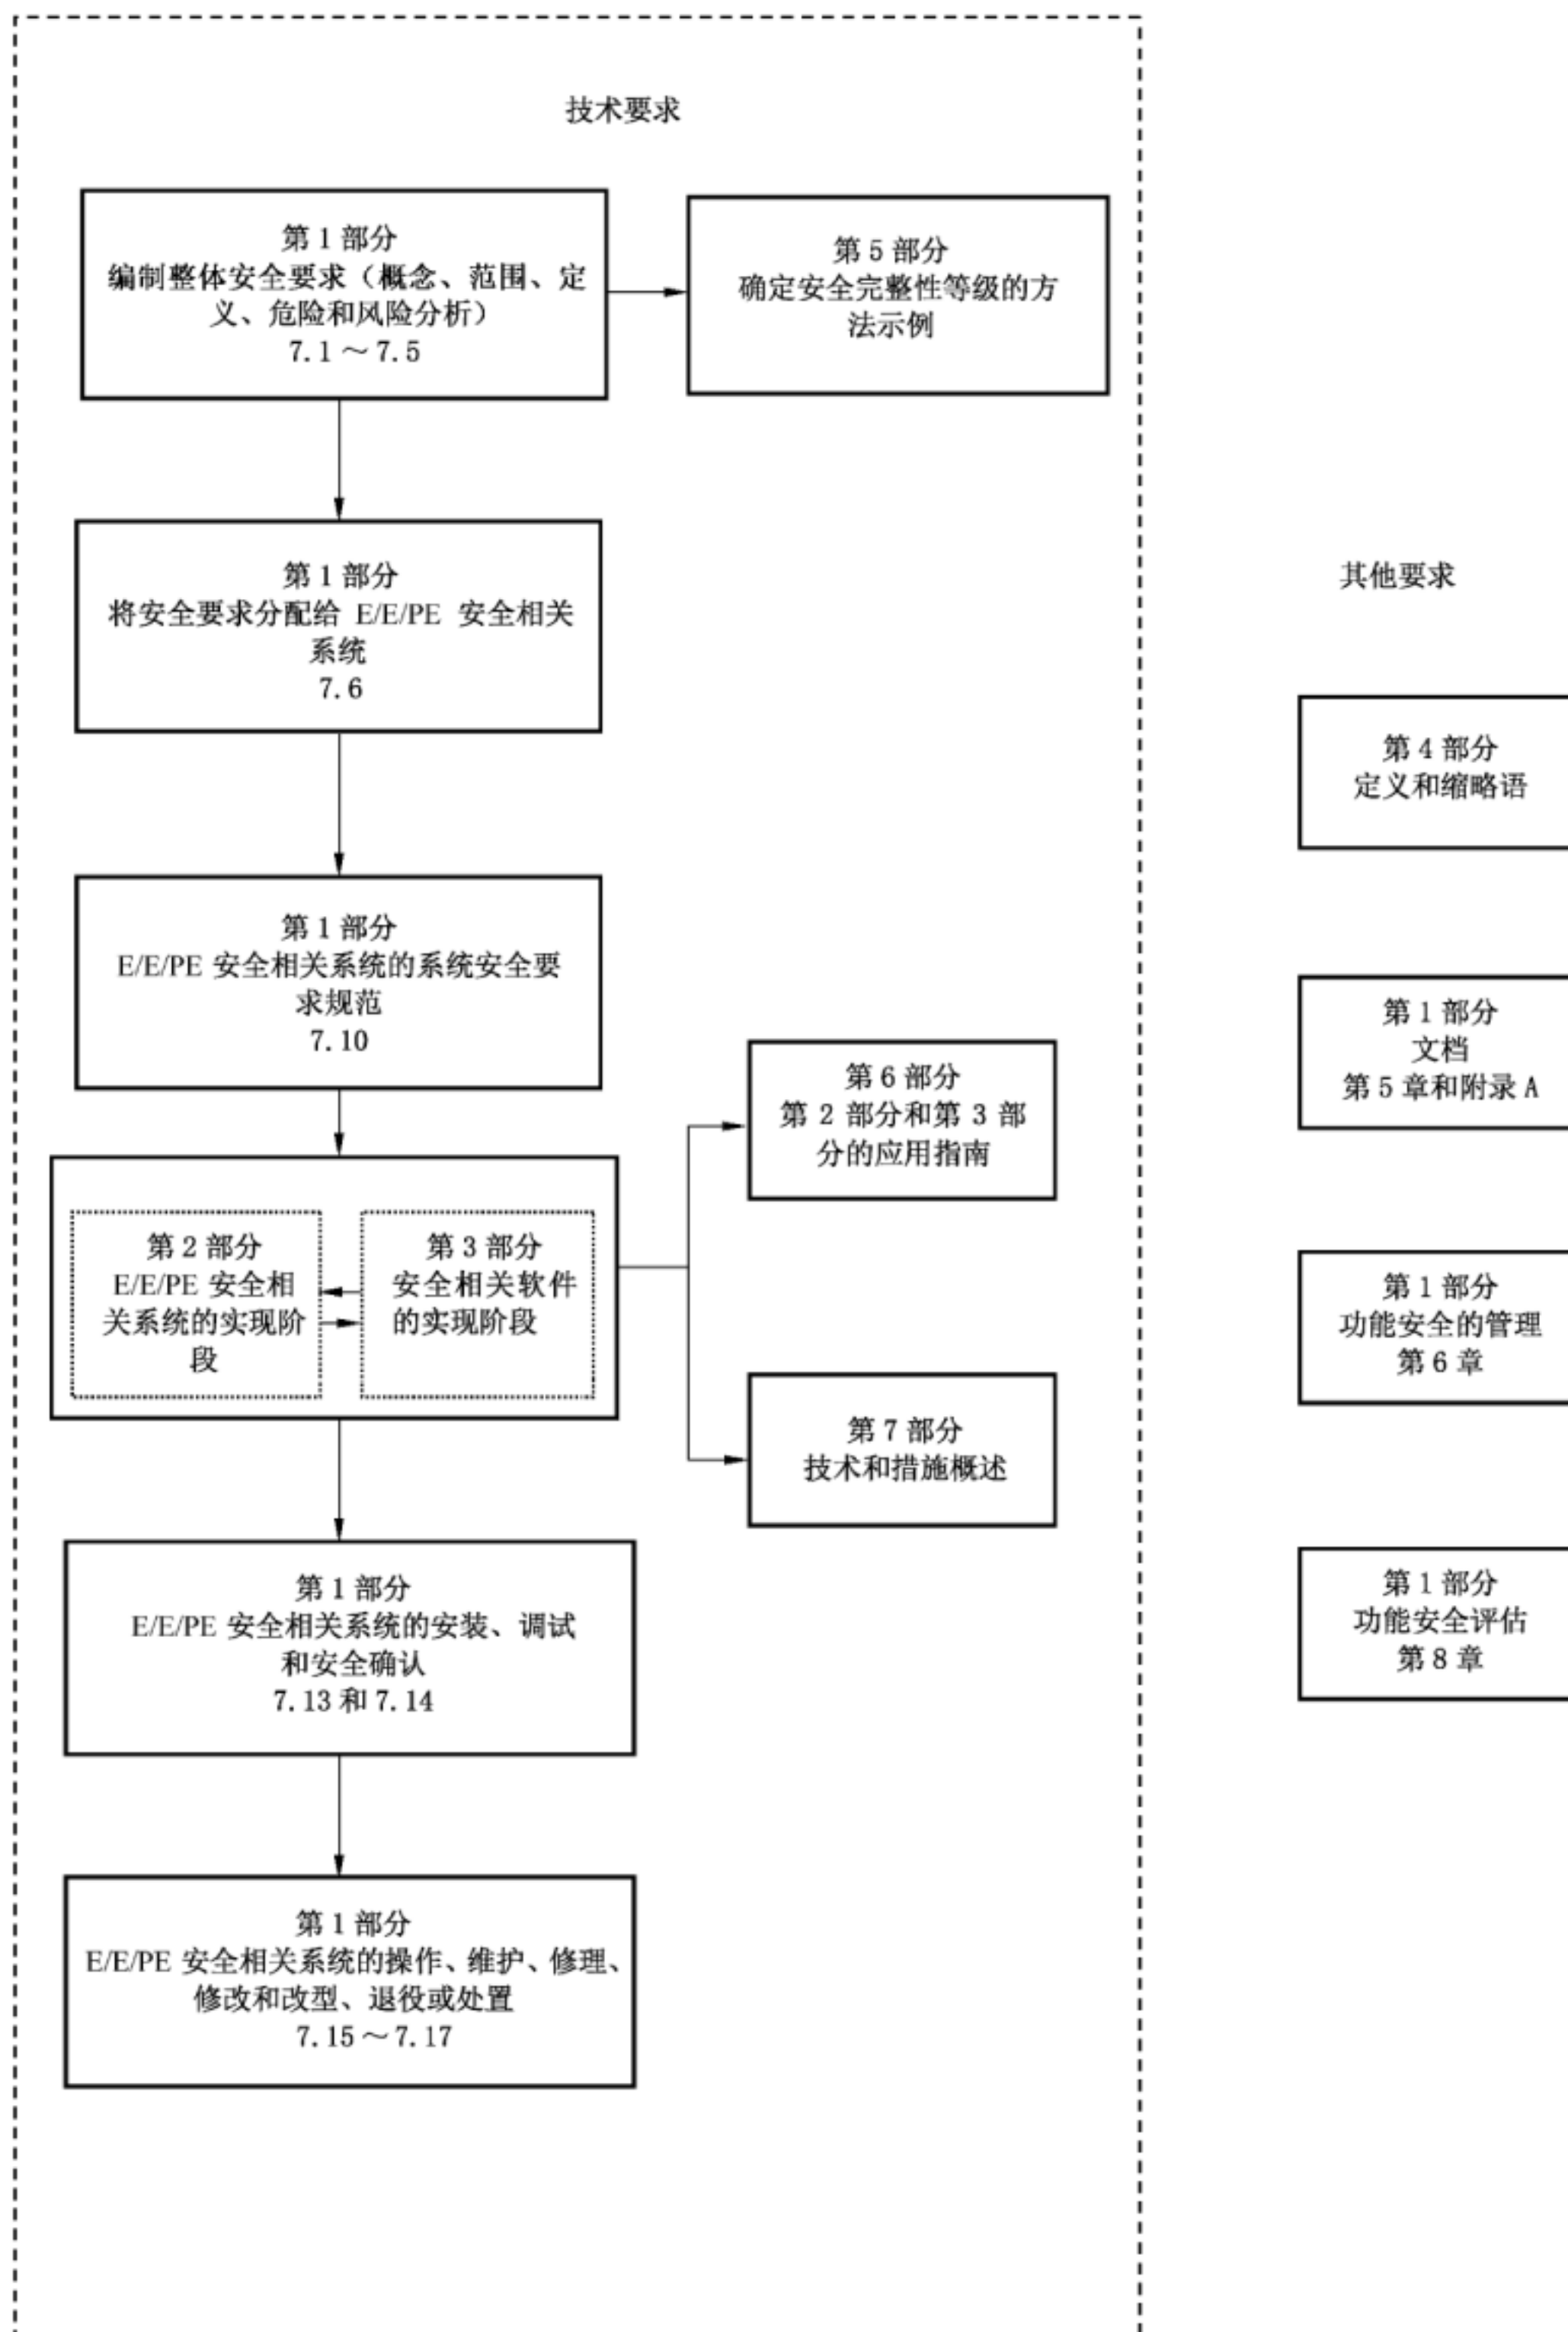 技术要求
第 1 部分
编制整体安全要求（概念、范围、定
义、危险和风险分析）
7.1～7.5
第 5 部分
确定安全完整性等级的方
法示例
第 1 部分
将安全要求分配给 E/E/PE 安全相关
系统
7.6
第 1 部分
E/E/PE 安全相关系统的系统安全要
求规范
7.10
第 2 部分
E/E/PE 安全相
关系统的实现阶
段
第 3 部分
安全相关软件
的实现阶段
第 6 部分
第 2 部分和第 3 部
分的应用指南
第 7 部分
技术和措施概述
第 1 部分
E/E/PE 安全相关系统的安装、调试
和安全确认
7.13 和 7.14
第 1 部分
E/E/PE 安全相关系统的操作、维护、修理、
修改和改型、退役或处置
7.15～7.17
其他要求
第 4 部分
定义和缩略语
第 1 部分
文档
第 5 章和附录 A
第 1 部分
功能安全的管理
第 6 章
第 1 部分
功能安全评估
第 8 章